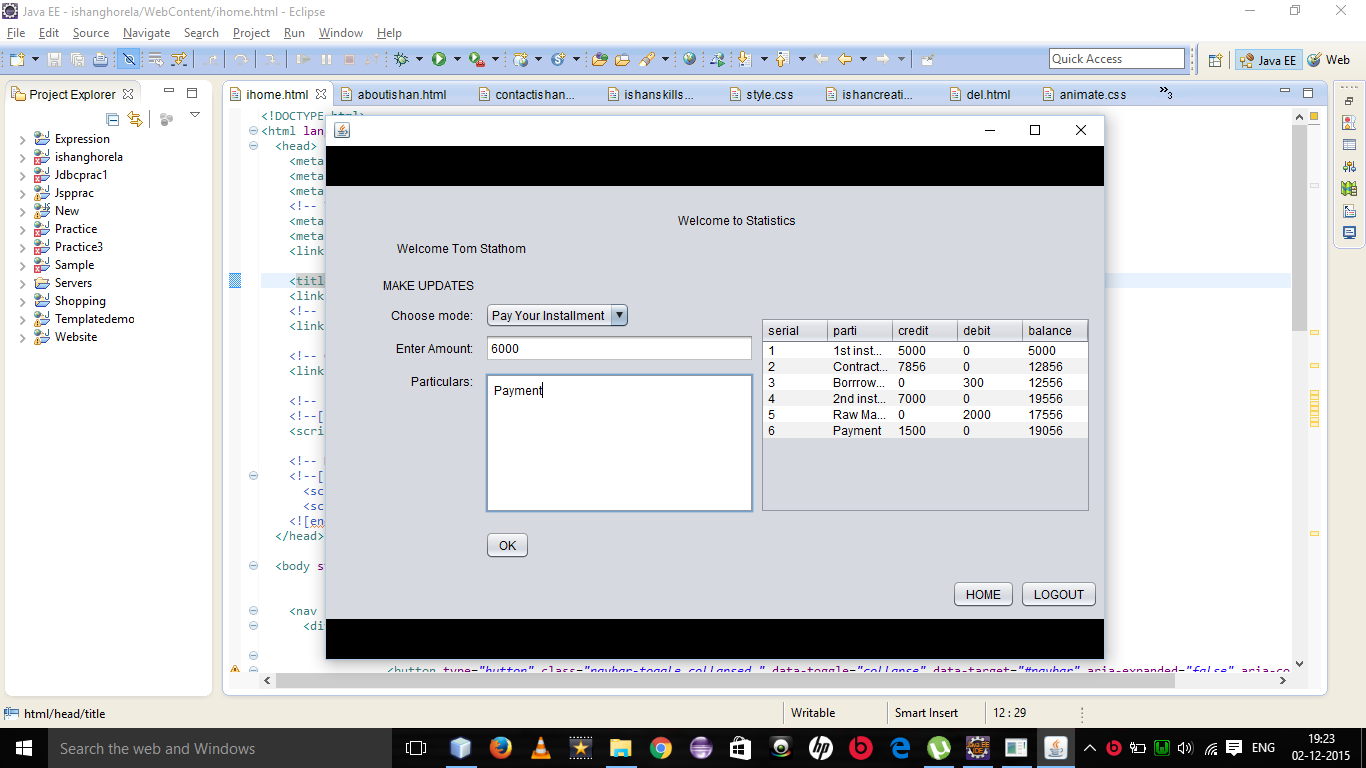 Java EE - ishanghorela/WebContent/ihome.html - Eclipse
File Edit Source Navigate Search Project Run Window Help
Quick Access
Java EE
Web
Project Explorer
ihome.html
aboutishan.html
contactishan...
ishanskills...
style.css
ishancreati...
del.html
animate.css
»3
Expression
ishanghorela
Jdbcprac1
Jspprac
New
Practice
Practice3
Sample
Servers
Shopping
Templatedemo
Website
<!DOCTYPE html>
<html lan
<head>
<meta
<meta
<meta
<!--
<meta
<meta
<link
<titl
<link
<!--
<link
<!--
<link
<!--
<!--[
<scri
<!--
<!--[
<sc
<sc
<![en
</head>
<body s
<nav
<di
<button type="button" class="navbar-toggle collapsed " data-toggle="collapse" data-target="#navbar" aria-expanded="false" aria-co
Welcome to Statistics
Welcome Tom Stathom
MAKE UPDATES
Choose mode: Pay Your Installment
Enter Amount: 6000
Particulars: Payment
OK
serial parti credit debit balance
1 1st inst... 5000 0 5000
2 Contract... 7856 0 12856
3 Borrrow... 0 300 12556
4 2nd inst... 7000 0 19556
5 Raw Ma... 0 2000 17556
6 Payment 1500 0 19056
HOME LOGOUT
html/head/title
Writable
Smart Insert
12 : 29
Search the web and Windows
hp
ENG
19:23
02-12-2015